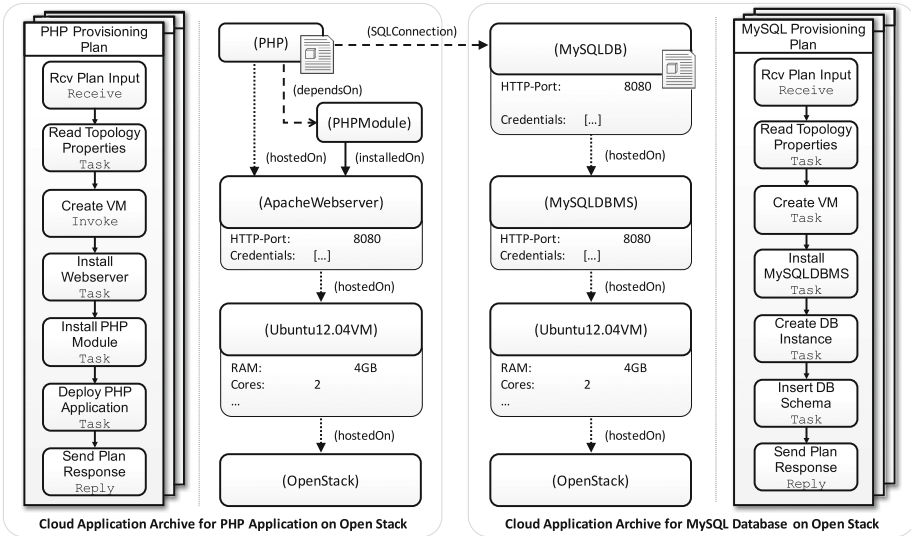 PHP Provisioning
Plan
Rcv Plan Input
Receive
Read Topology
Properties
Task
Create VM
Invoke
Install
Webserver
Task
Install PHP
Module
Task
Deploy PHP
Application
Task
Send Plan
Response
Reply
(PHP)
(SQLConnection)
(dependsOn)
(PHPModule)
(hostedOn)
(installedOn)
(ApacheWebserver)
HTTP-Port: 8080
Credentials: [...]
(hostedOn)
(Ubuntu12.04VM)
RAM: 4GB
Cores: 2
...
(hostedOn)
(OpenStack)
Cloud Application Archive for PHP Application on Open Stack
(MySQLDB)
HTTP-Port: 8080
Credentials: [...]
(hostedOn)
(MySQLDBMS)
HTTP-Port: 8080
Credentials: [...]
(hostedOn)
(Ubuntu12.04VM)
RAM: 4GB
Cores: 2
...
(hostedOn)
(OpenStack)
MySQL Provisioning
Plan
Rcv Plan Input
Receive
Read Topology
Properties
Task
Create VM
Task
Install
MySQLDBMS
Task
Create DB
Instance
Task
Insert DB
Schema
Task
Send Plan
Response
Reply
Cloud Application Archive for MySQL Database on Open Stack